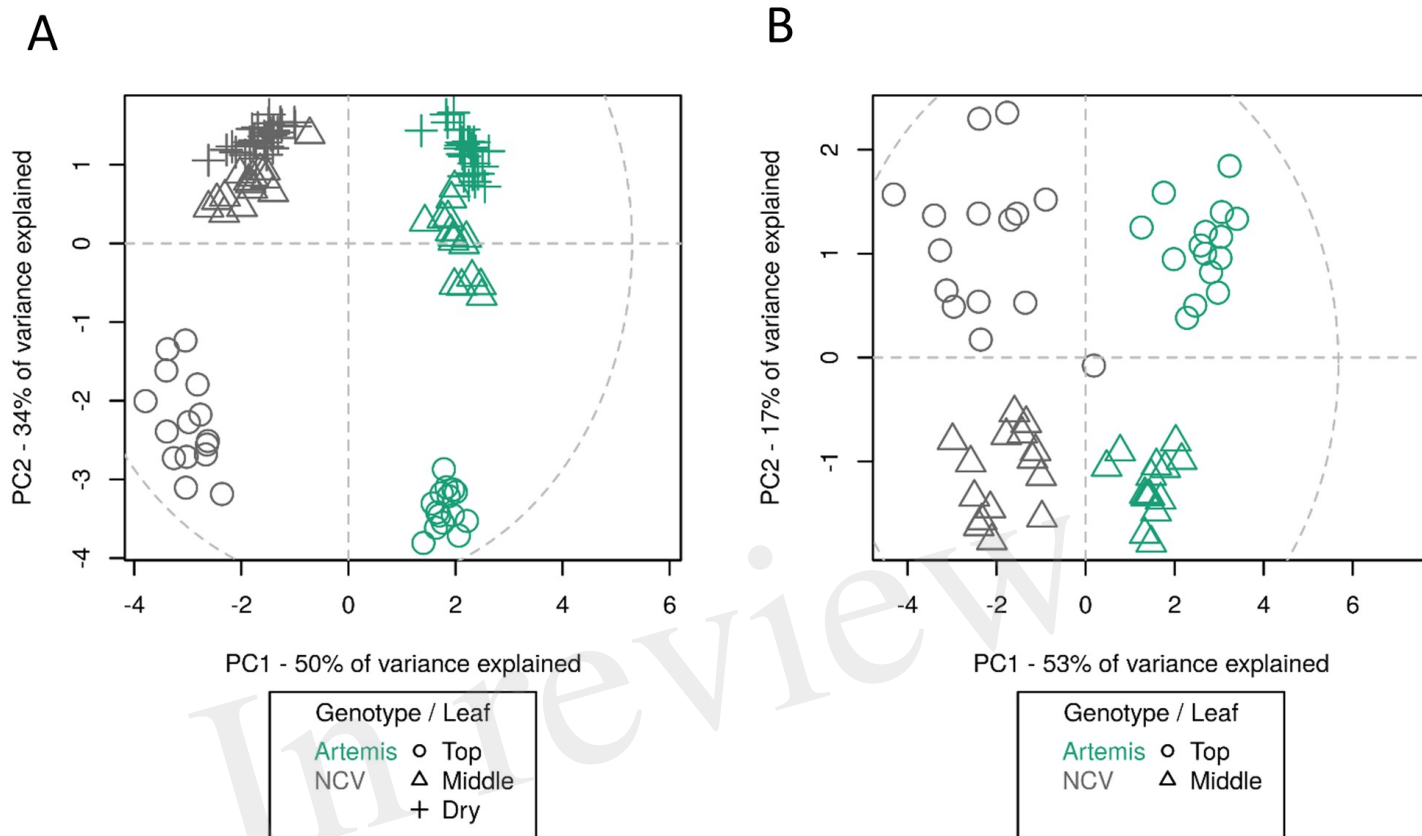 A
B
PC2 - 34% of variance explained
1
0
-1
-2
-3
-4
-4
-2
0
2
4
6
PC1 - 50% of variance explained
Genotype / Leaf
Artemis Top
NCV Middle
Dry
PC2 - 17% of variance explained
2
1
0
-1
-4
-2
0
2
4
6
PC1 - 53% of variance explained
Genotype / Leaf
Artemis Top
NCV Middle
In review